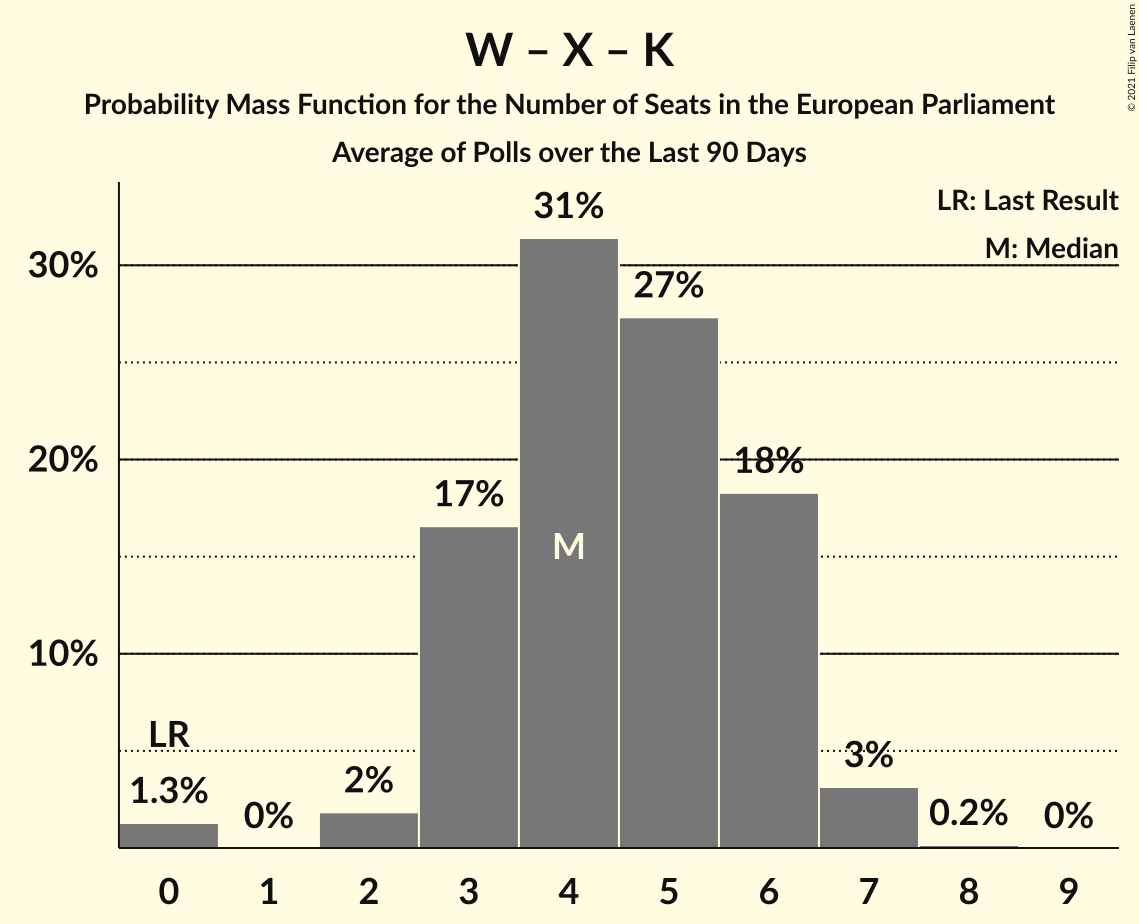 W – X – K
Probability Mass Function for the Number of Seats in the European Parliament
Average of Polls over the Last 90 Days
© 2021 Filip van Laenen
LR: Last Result
M: Median
31%
30%
27%
20%
18%
17%
M
10%
LR
3%
2%
1.3%
0%
0.2%
0%
0 1 2 3 4 5 6 7 8 9